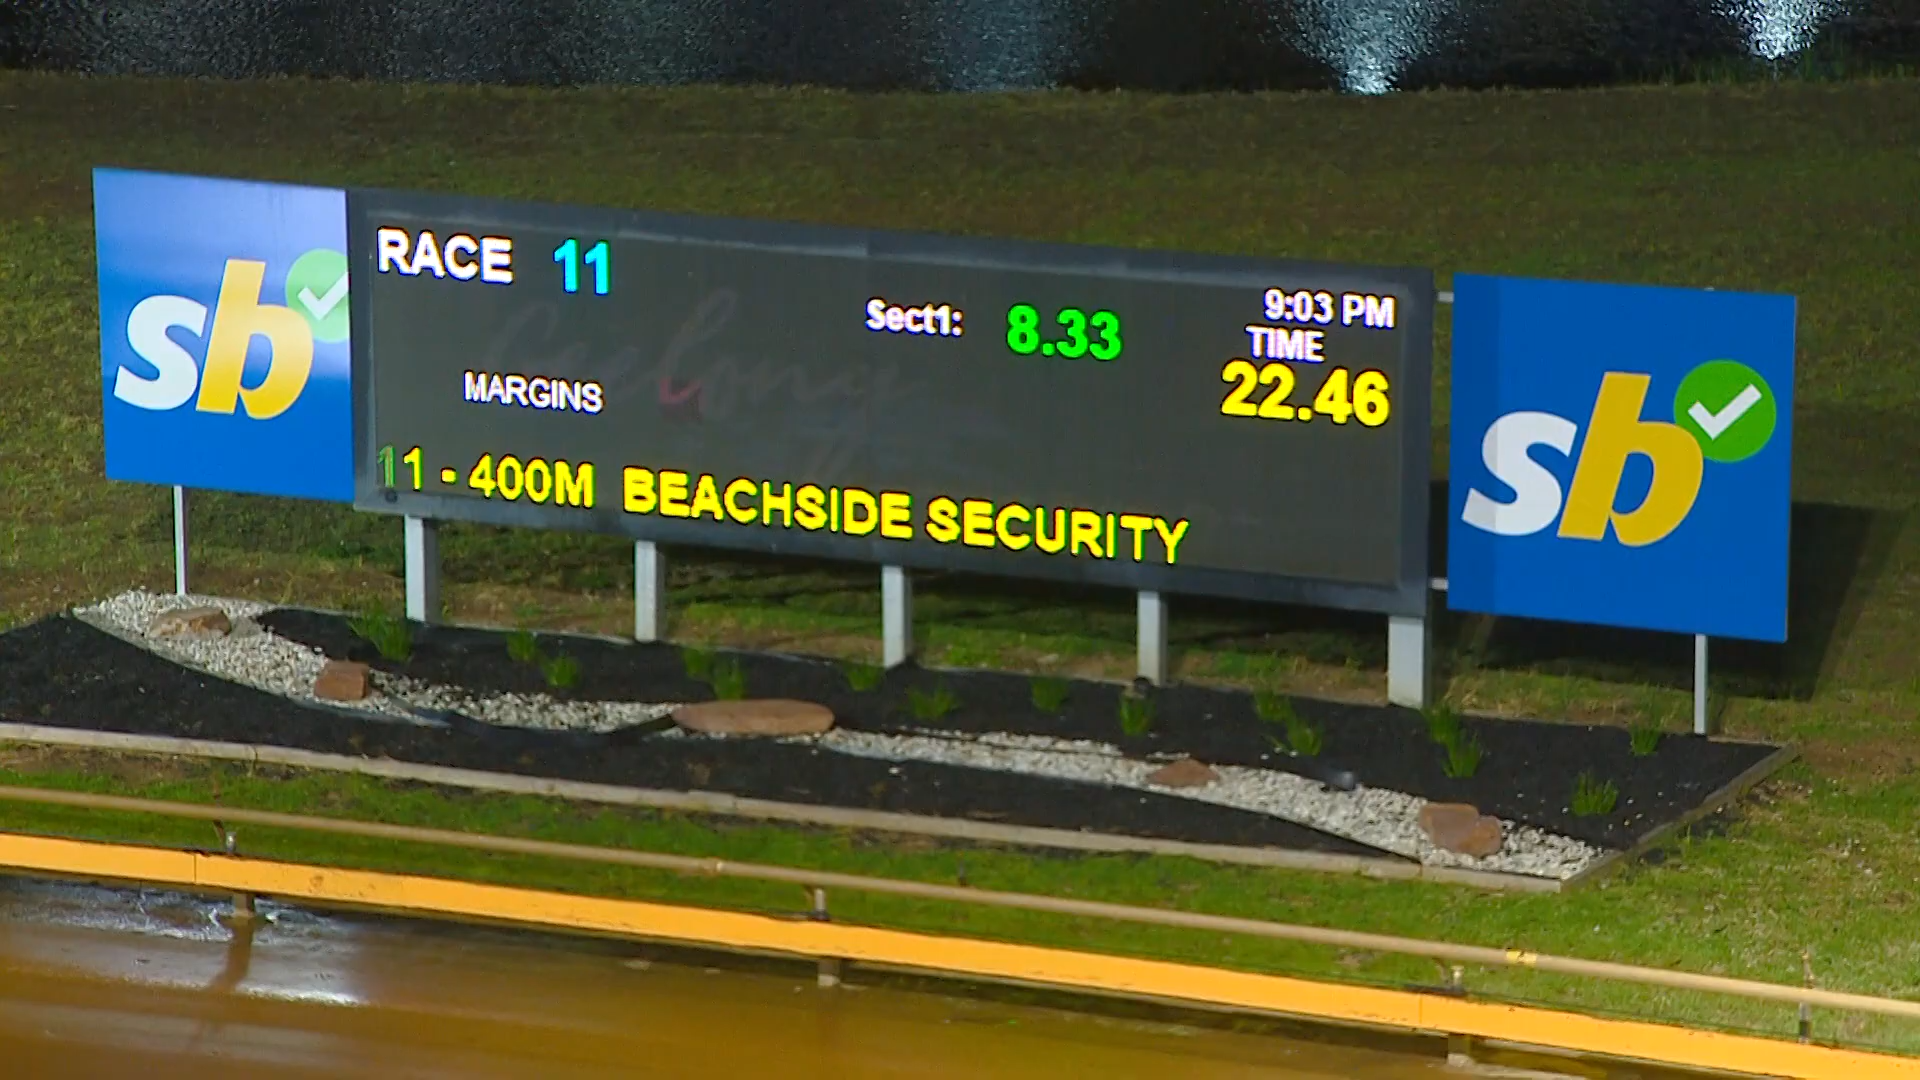 sb
RACE 11
Sect1: 8.33
9:03 PM
TIME
22.46
MARGINS
11 - 400M BEACHSIDE SECURITY
sb